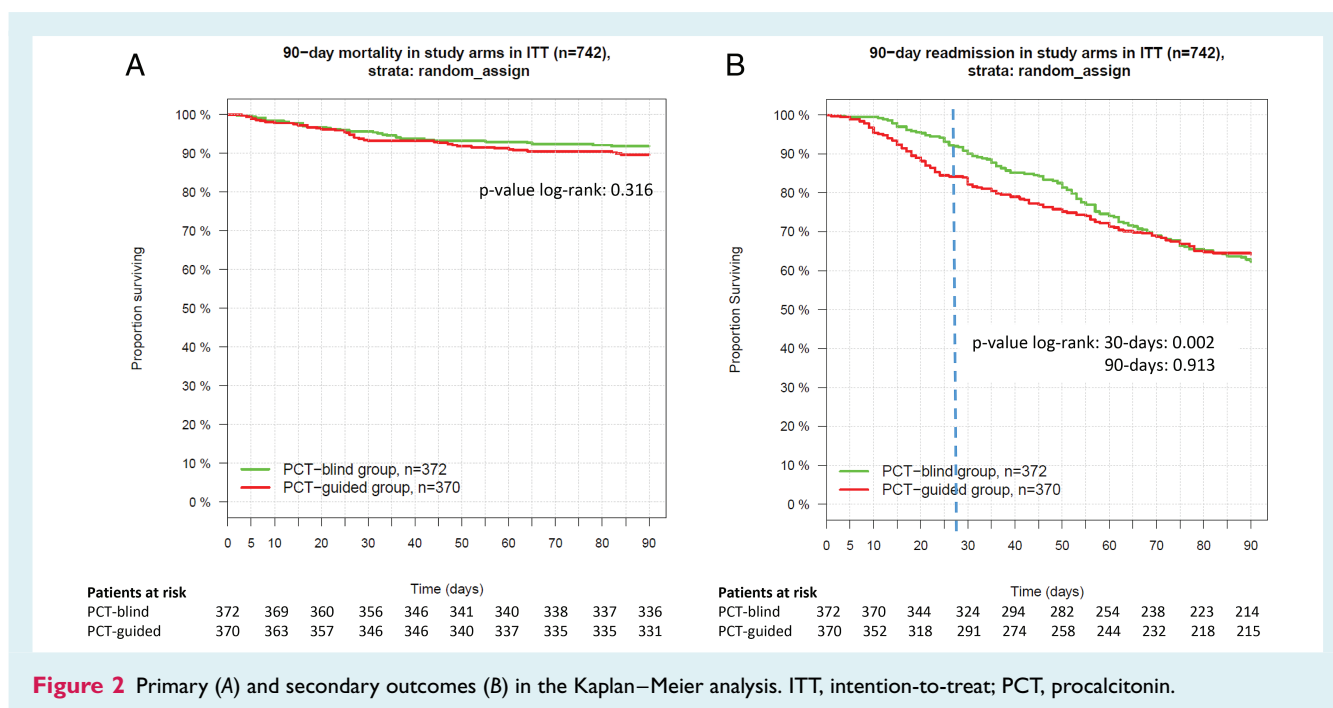 A
90-day mortality in study arms in ITT (n=742),
strata: random_assign
100 %
90 %
80 %
70 %
60 %
50 %
40 %
30 %
20 %
10 %
0 %
Proportion surviving
p-value log-rank: 0.316
PCT-blind group, n=372
PCT-guided group, n=370
0 5 10 20 30 40 50 60 70 80 90
Time (days)
Patients at risk
PCT-blind 372 369 360 356 346 341 340 338 337 336
PCT-guided 370 363 357 346 346 340 337 335 335 331
B
90-day readmission in study arms in ITT (n=742),
strata: random_assign
100 %
90 %
80 %
70 %
60 %
50 %
40 %
30 %
20 %
10 %
0 %
Proportion Surviving
p-value log-rank: 30-days: 0.002
90-days: 0.913
PCT-blind group, n=372
PCT-guided group, n=370
0 5 10 20 30 40 50 60 70 80 90
Time (days)
Patients at risk
PCT-blind 372 370 344 324 294 282 254 238 223 214
PCT-guided 370 352 318 291 274 258 244 232 218 215
Figure 2 Primary (A) and secondary outcomes (B) in the Kaplan–Meier analysis. ITT, intention-to-treat; PCT, procalcitonin.